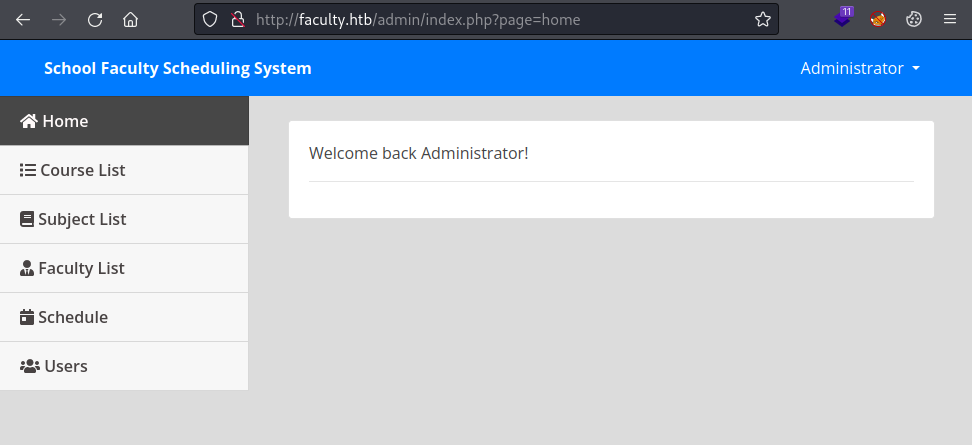 http://faculty.htb/admin/index.php?page=home
11
School Faculty Scheduling System
Administrator
Home
Course List
Subject List
Faculty List
Schedule
Users
Welcome back Administrator!